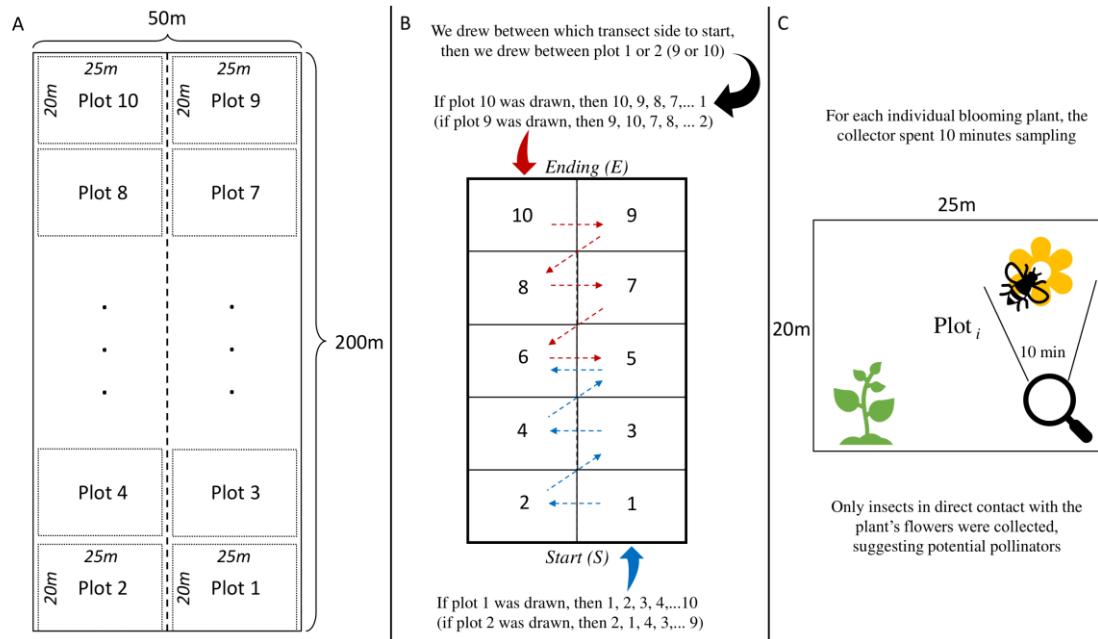 A
50m
25m
20m
Plot 10
25m
20m
Plot 9
Plot 8
Plot 7
200m
Plot 4
Plot 3
25m
20m
Plot 2
25m
20m
Plot 1
B
We drew between which transect side to start,
then we drew between plot 1 or 2 (9 or 10)
If plot 10 was drawn, then 10, 9, 8, 7,... 1
(if plot 9 was drawn, then 9, 10, 7, 8, ... 2)
Ending (E)
10 9
8 7
6 5
4 3
2 1
Start (S)
If plot 1 was drawn, then 1, 2, 3, 4,...10
(if plot 2 was drawn, then 2, 1, 4, 3,... 9)
C
For each individual blooming plant, the
collector spent 10 minutes sampling
25m
20m
Plot i
10 min
Only insects in direct contact with the
plant's flowers were collected,
suggesting potential pollinators